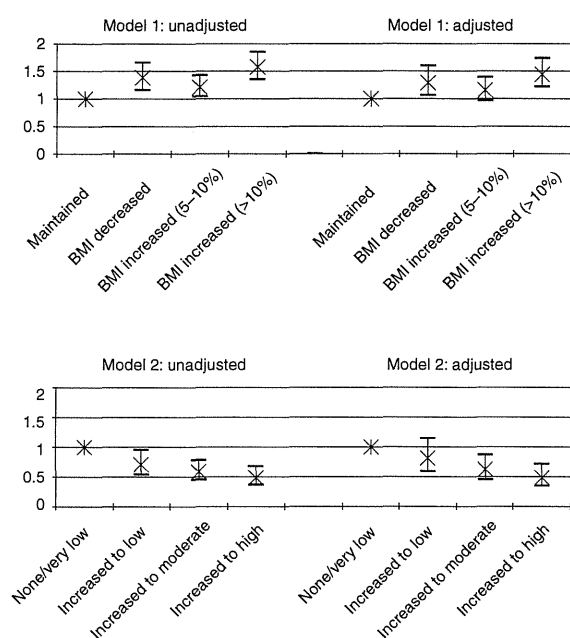 Model 1: unadjusted
Model 1: adjusted
2
1.5
1
0.5
0
Maintained
BMI decreased
BMI increased (5–10%)
BMI increased (>10%)
Maintained
BMI decreased
BMI increased (5–10%)
BMI increased (>10%)
Model 2: unadjusted
Model 2: adjusted
2
1.5
1
0.5
0
None/very low
Increased to low
Increased to moderate
Increased to high
None/very low
Increased to low
Increased to moderate
Increased to high